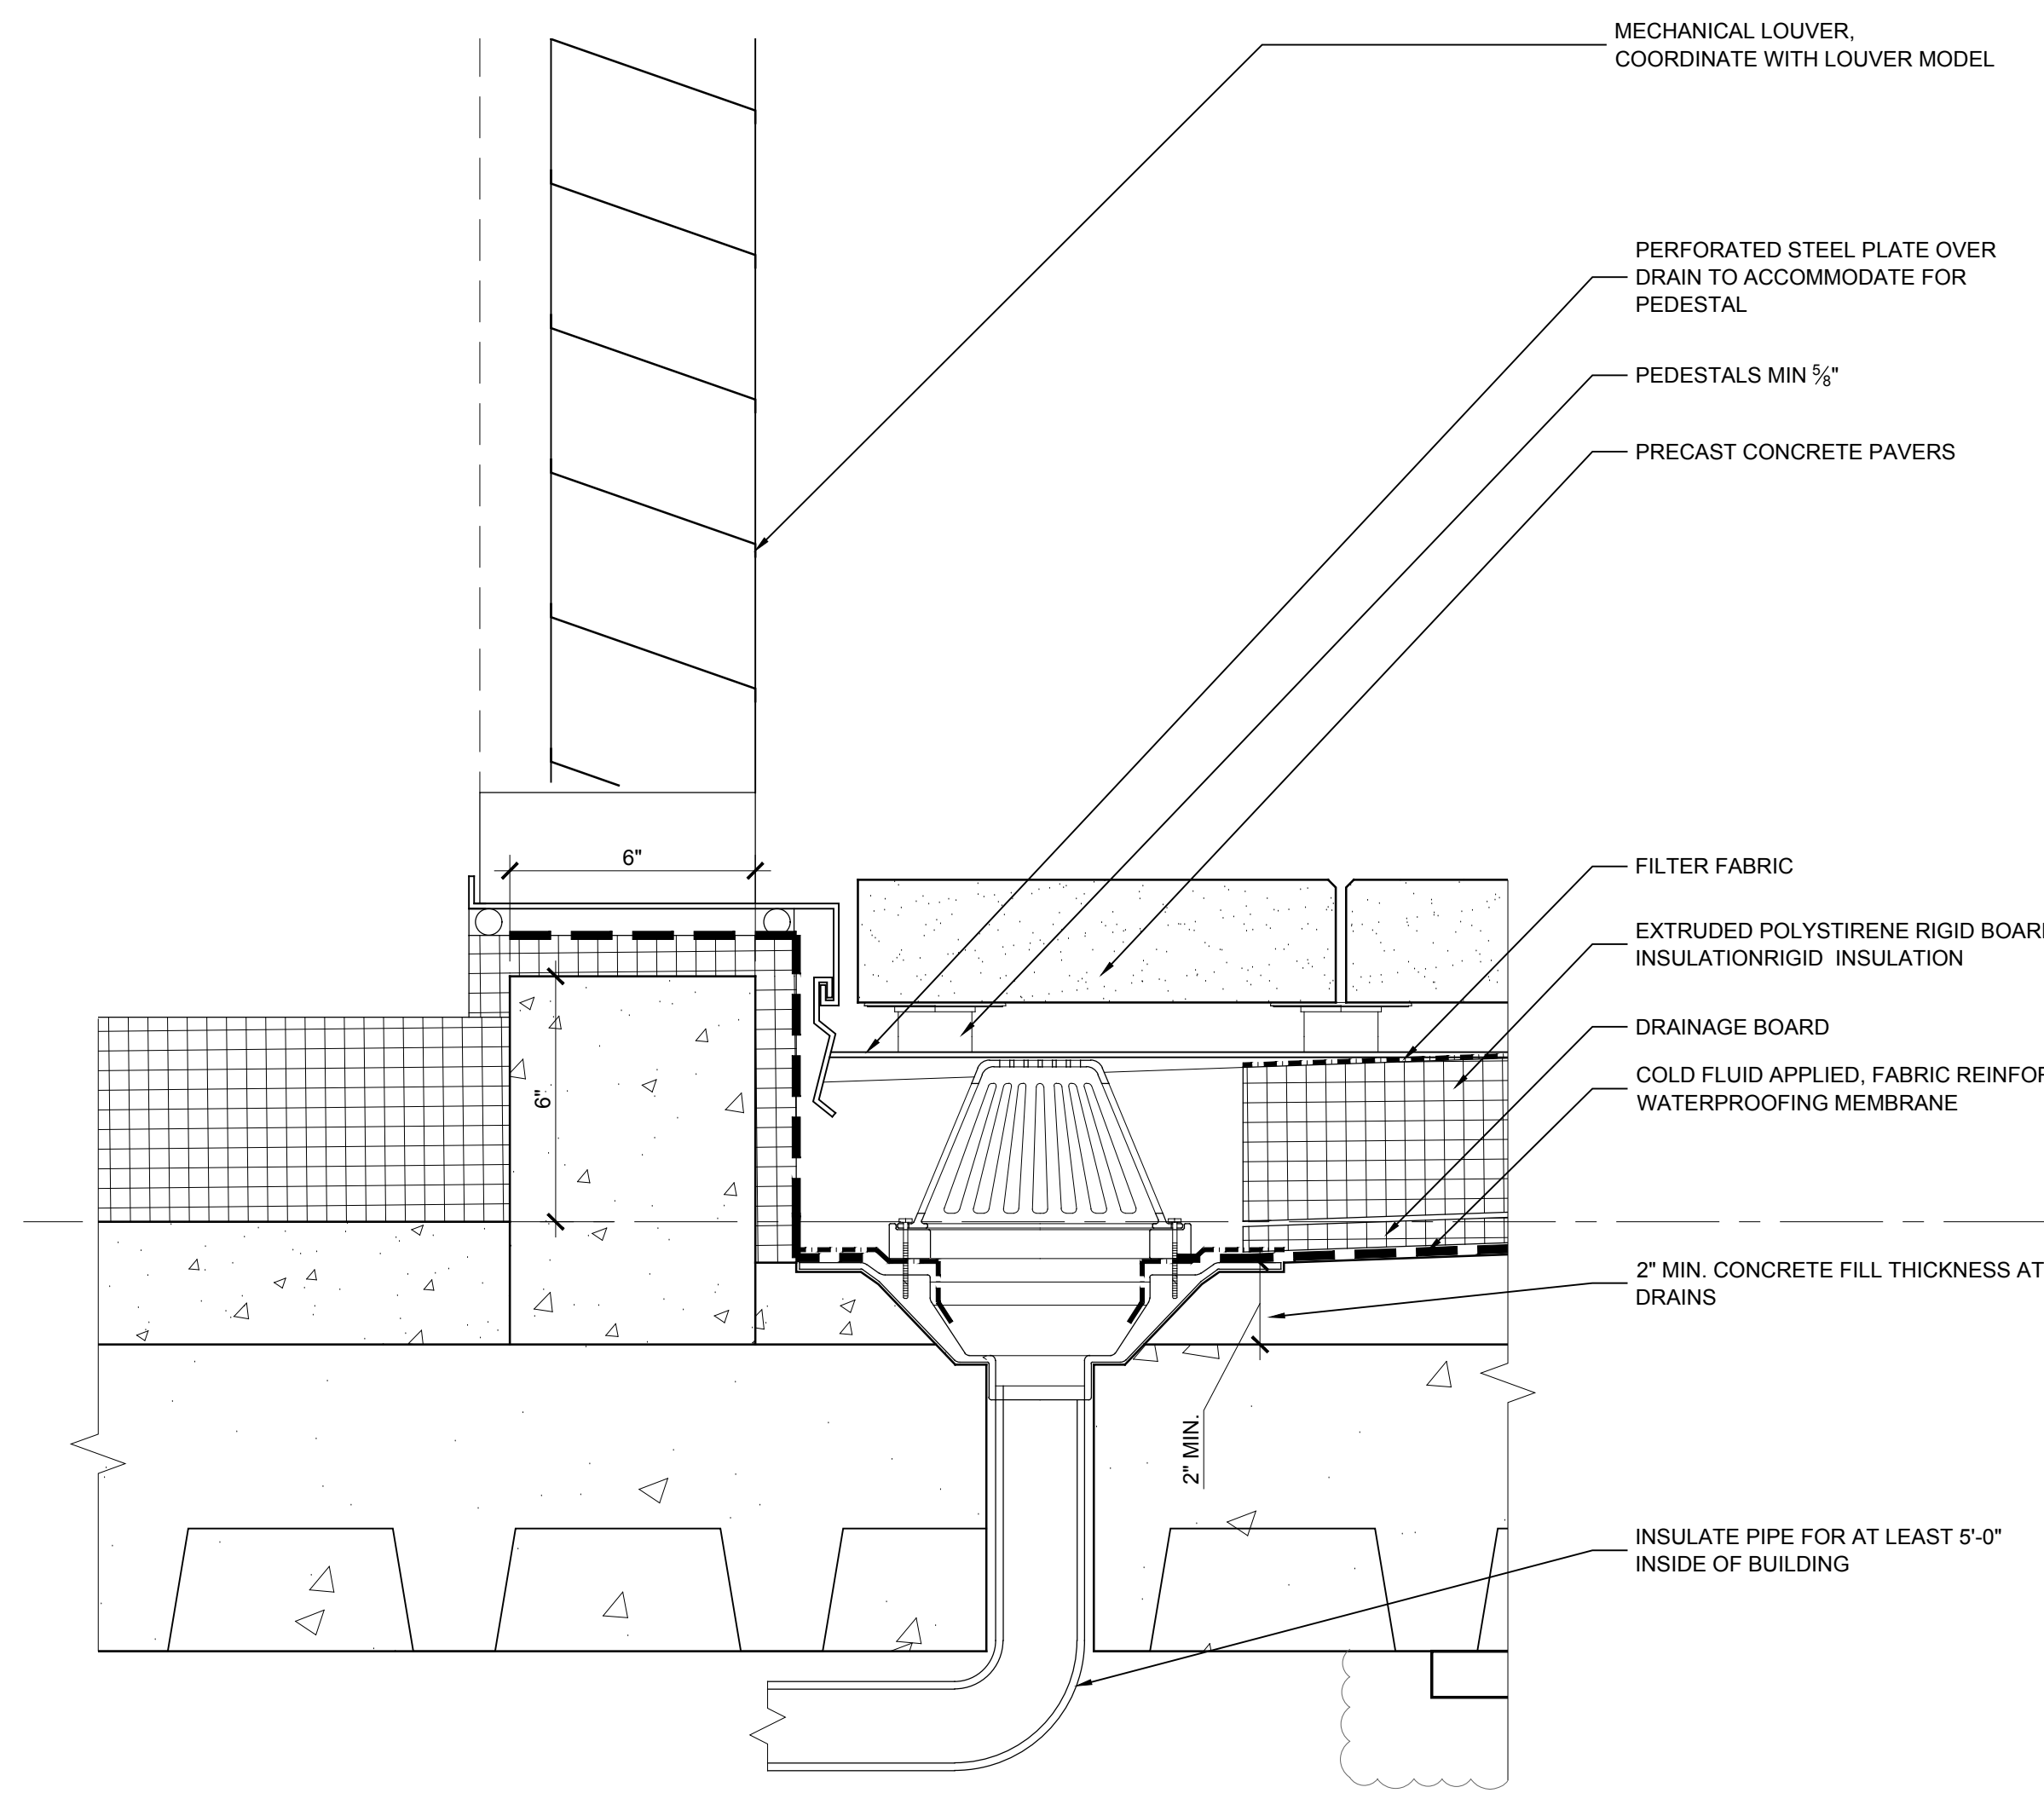 MECHANICAL LOUVER,
COORDINATE WITH LOUVER MODEL
PERFORATED STEEL PLATE OVER
DRAIN TO ACCOMMODATE FOR
PEDESTAL
PEDESTALS MIN ⅝"
PRECAST CONCRETE PAVERS
6"
FILTER FABRIC
EXTRUDED POLYSTIRENE RIGID
INSULATIONRIGID INSULATION
DRAINAGE BOARD
6"
COLD FLUID APPLIED, FABRIC
WATERPROOFING MEMBRANE
2" MIN. CONCRETE FILL THICKNESS AT
DRAINS
2" MIN.
INSULATE PIPE FOR AT LEAST 5'-0"
INSIDE OF BUILDING